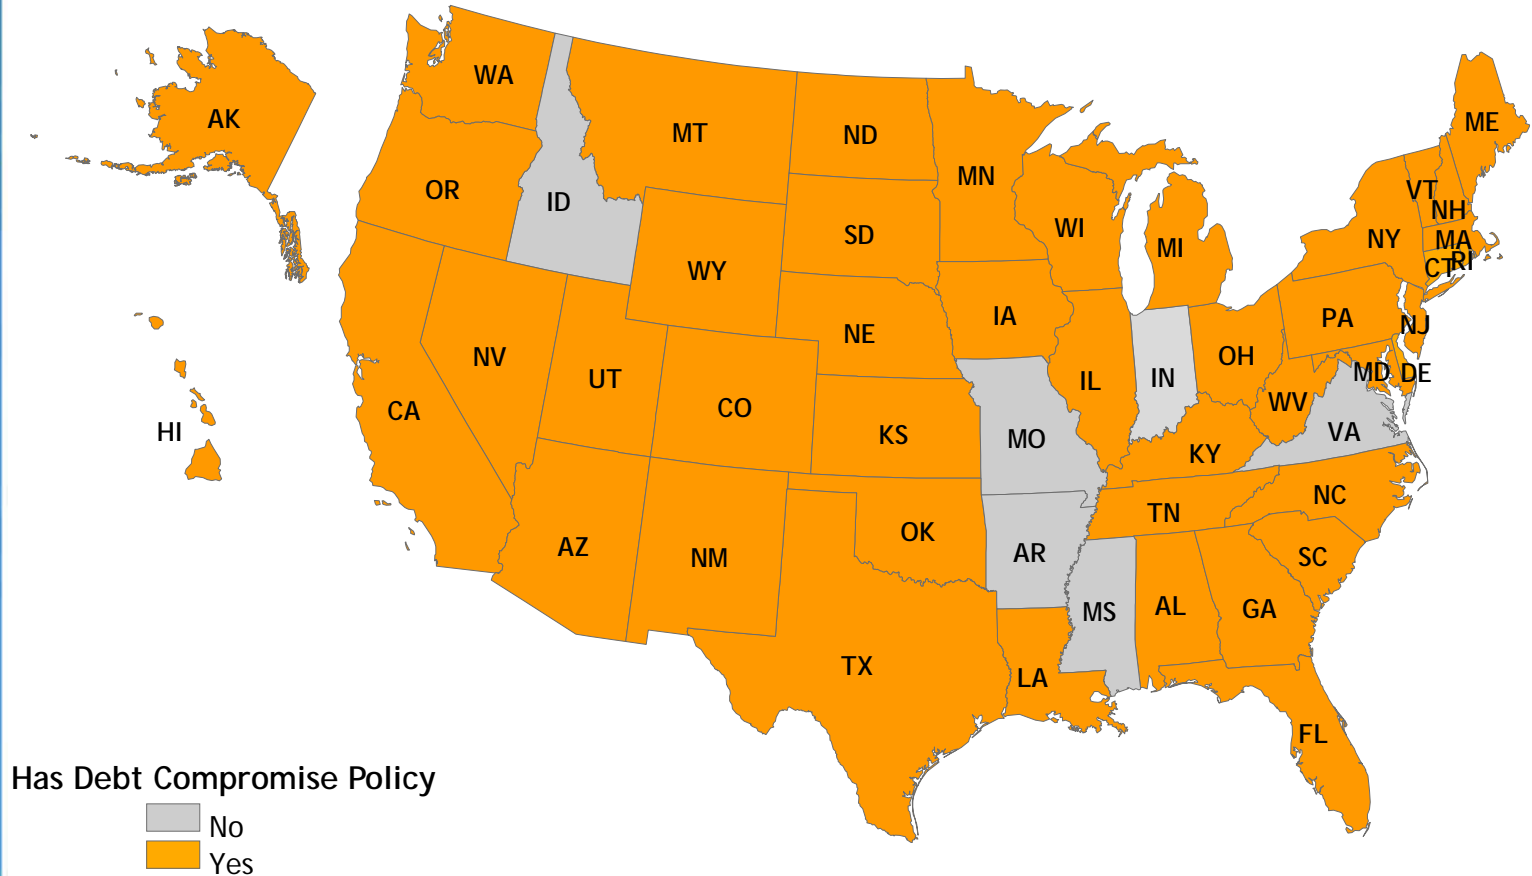 WA
AK
MT
ND
ME
MN
OR
VT
ID
NH
WI
SD
NY
MA
MI
RI
CT
WY
IA
PA
NJ
NE
NV
OH
MD
DE
UT
IL
IN
WV
CO
CA
HI
VA
KS
MO
KY
NC
TN
OK
AZ
AR
NM
SC
AL
GA
MS
TX
LA
FL
Has Debt Compromise Policy
No
Yes